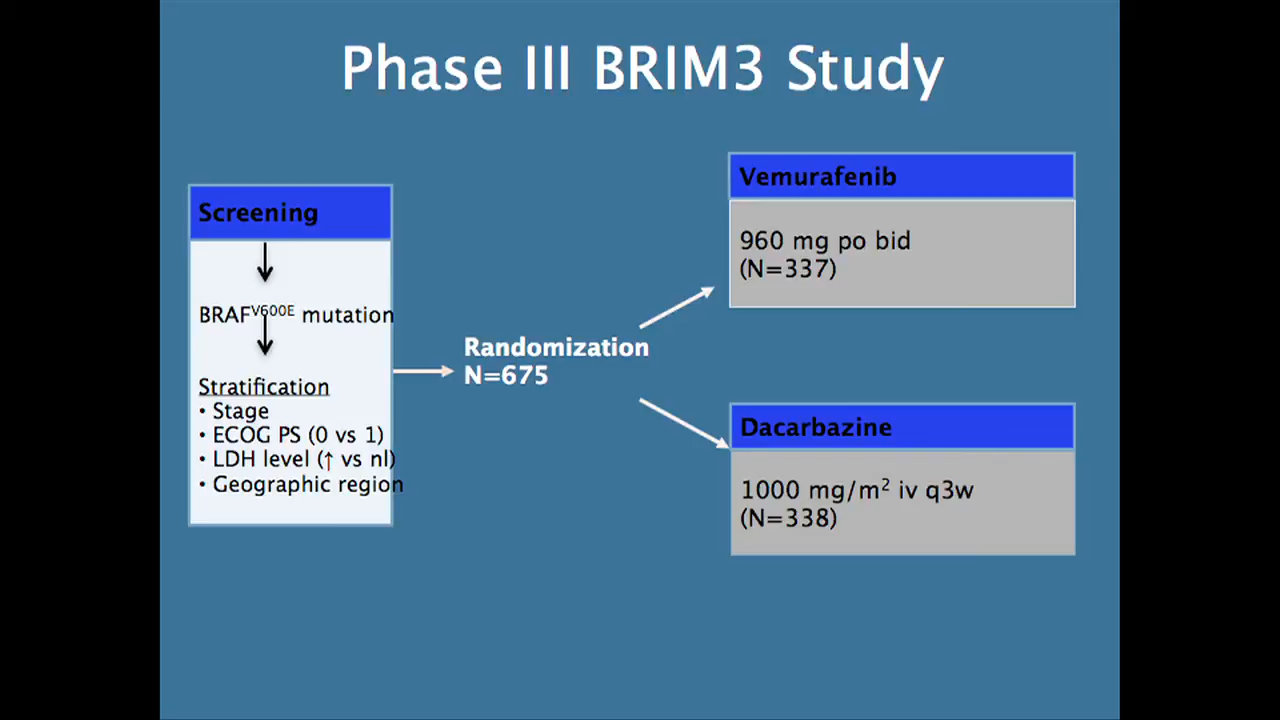 Phase III BRIM3 Study
Screening
BRAFV600E mutation
Stratification
• Stage
• ECOG PS (0 vs 1)
• LDH level (↑ vs nl)
• Geographic region
Randomization
N=675
Vemurafenib
960 mg po bid
(N=337)
Dacarbazine
1000 mg/m² iv q3w
(N=338)